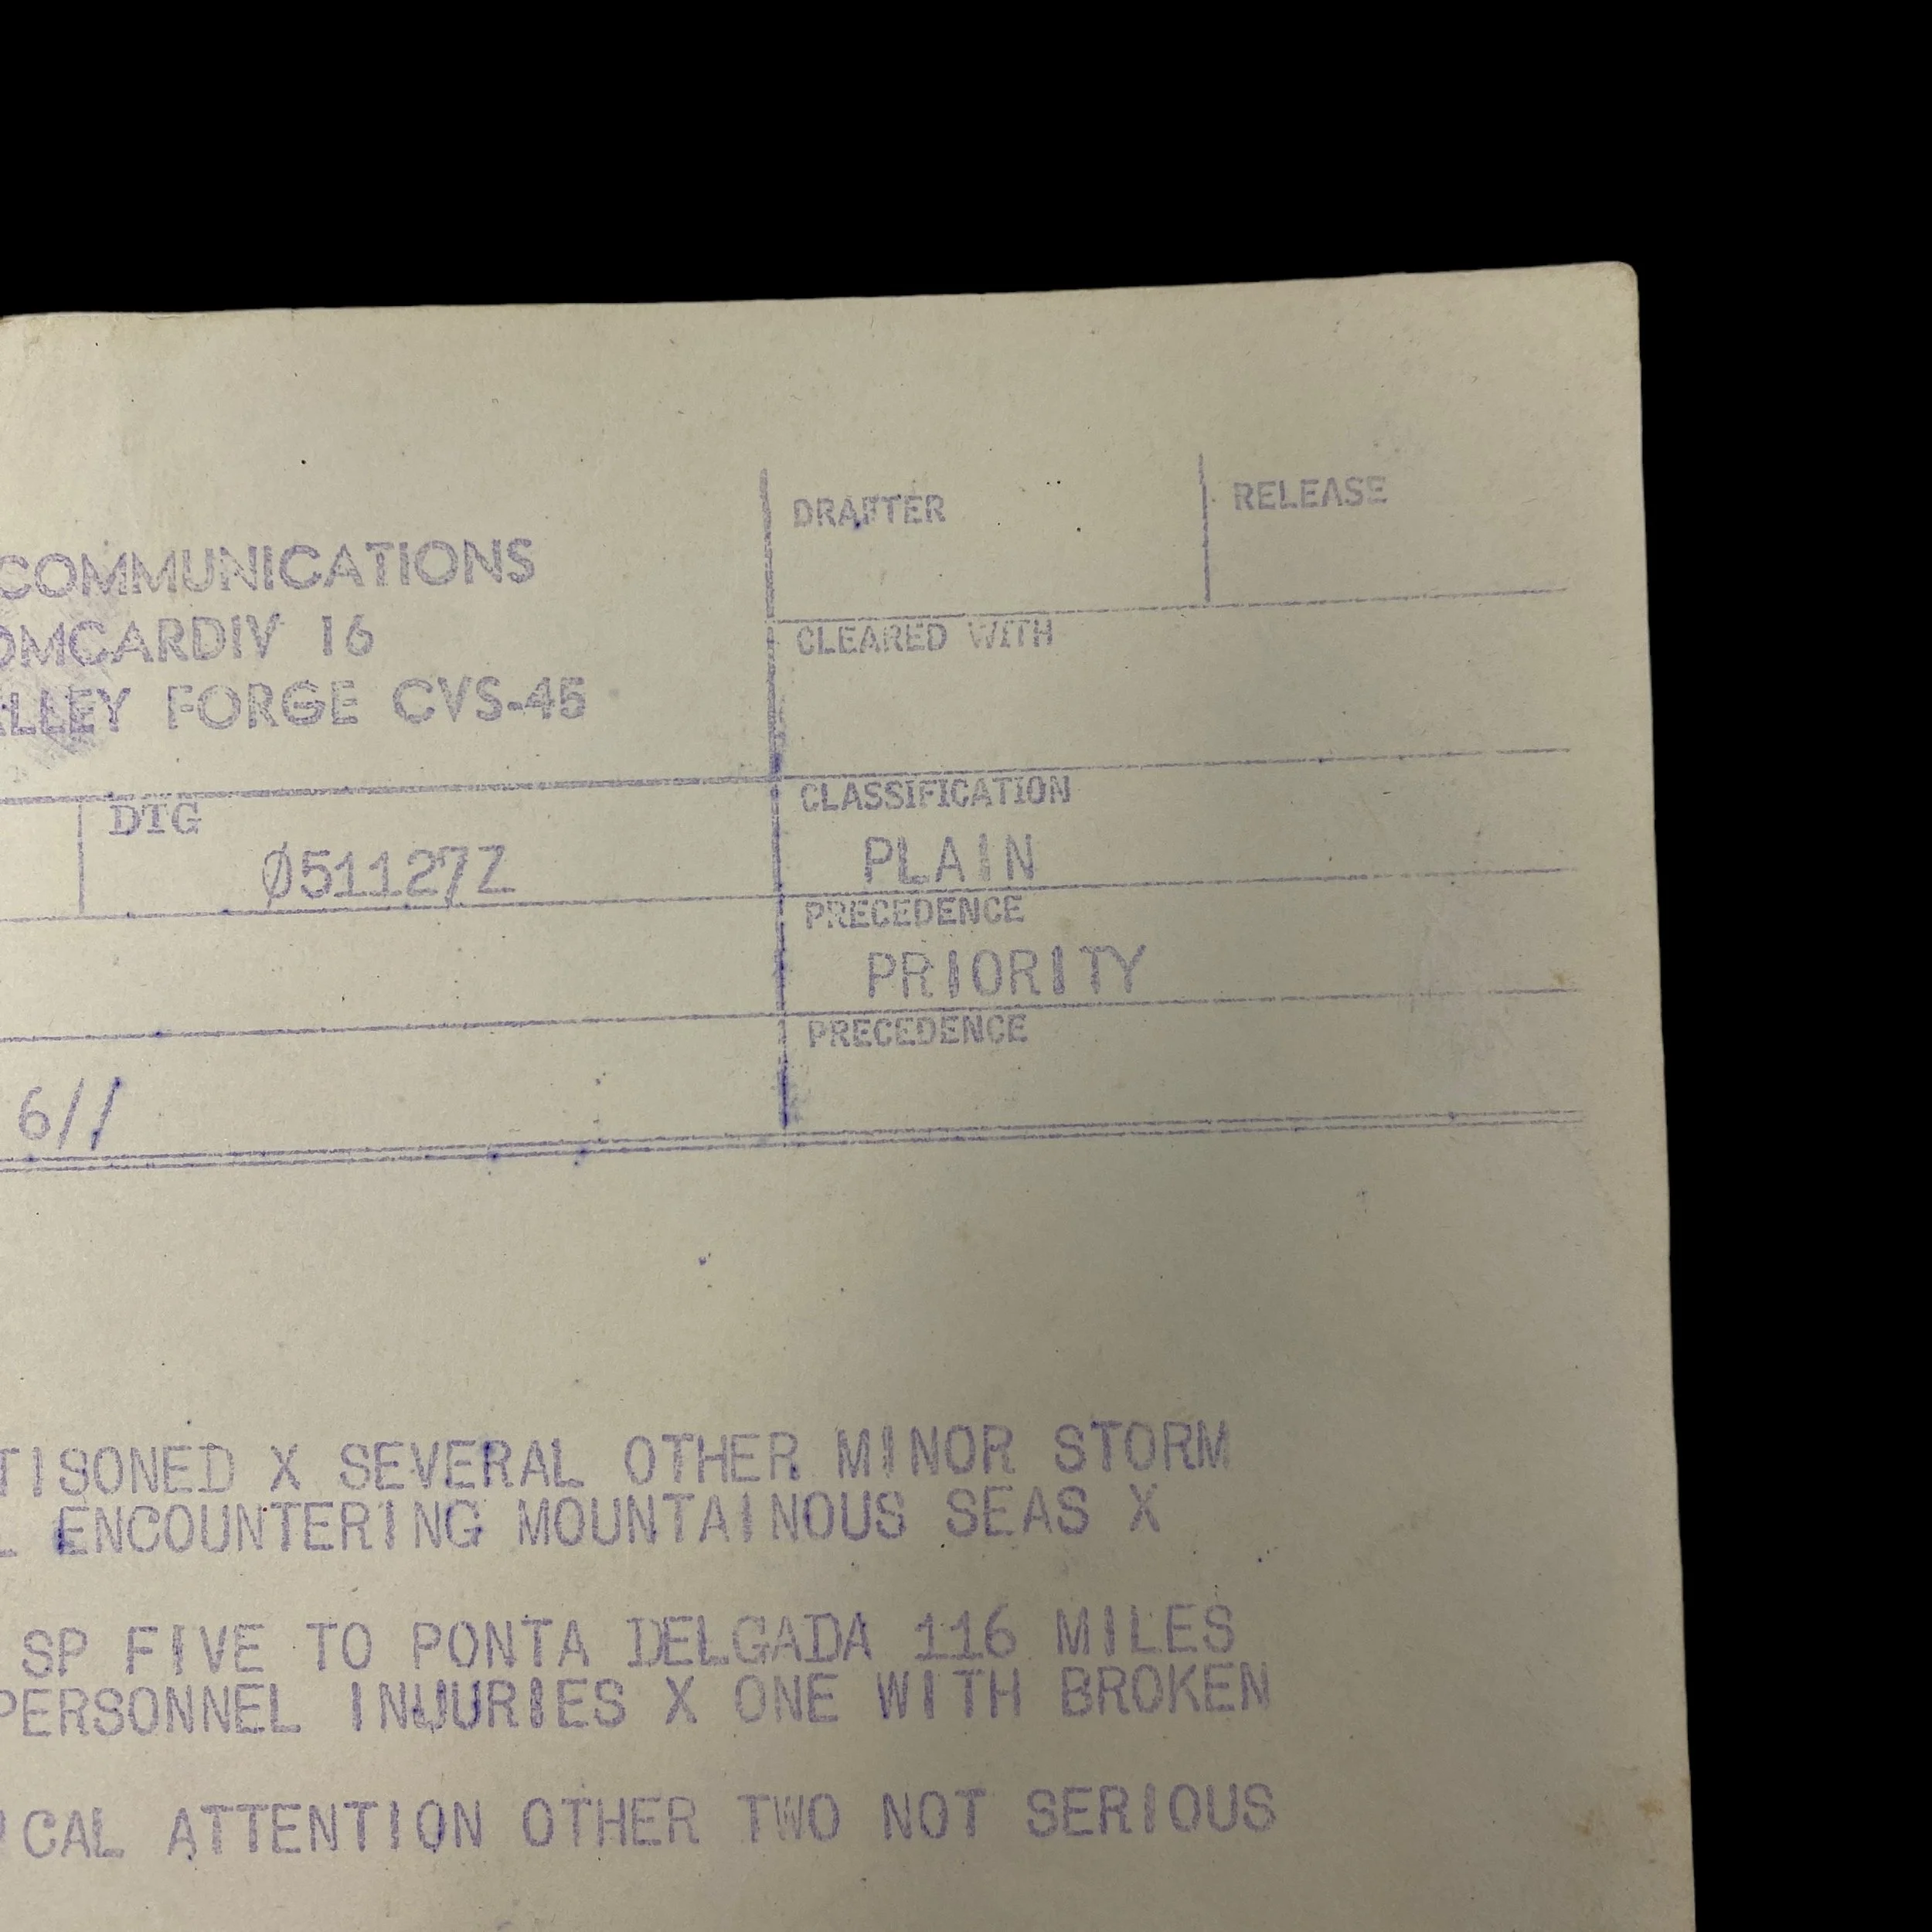 DRAFTER RELEASE
COMMUNICATIONS
OMCARDIV 16
CLEARED WITH
ALLEY FORGE CVS-45
DTG
Ø51127Z
CLASSIFICATION
PLAIN
PRECEDENCE
PRIORITY
PRECEDENCE
6//
TISONED X SEVERAL OTHER MINOR STORM
L ENCOUNTERING MOUNTAINOUS SEAS X
SP FIVE TO PONTA DELGADA 116 MILES
PERSONNEL INJURIES X ONE WITH BROKEN
ICAL ATTENTION OTHER TWO NOT SERIOUS